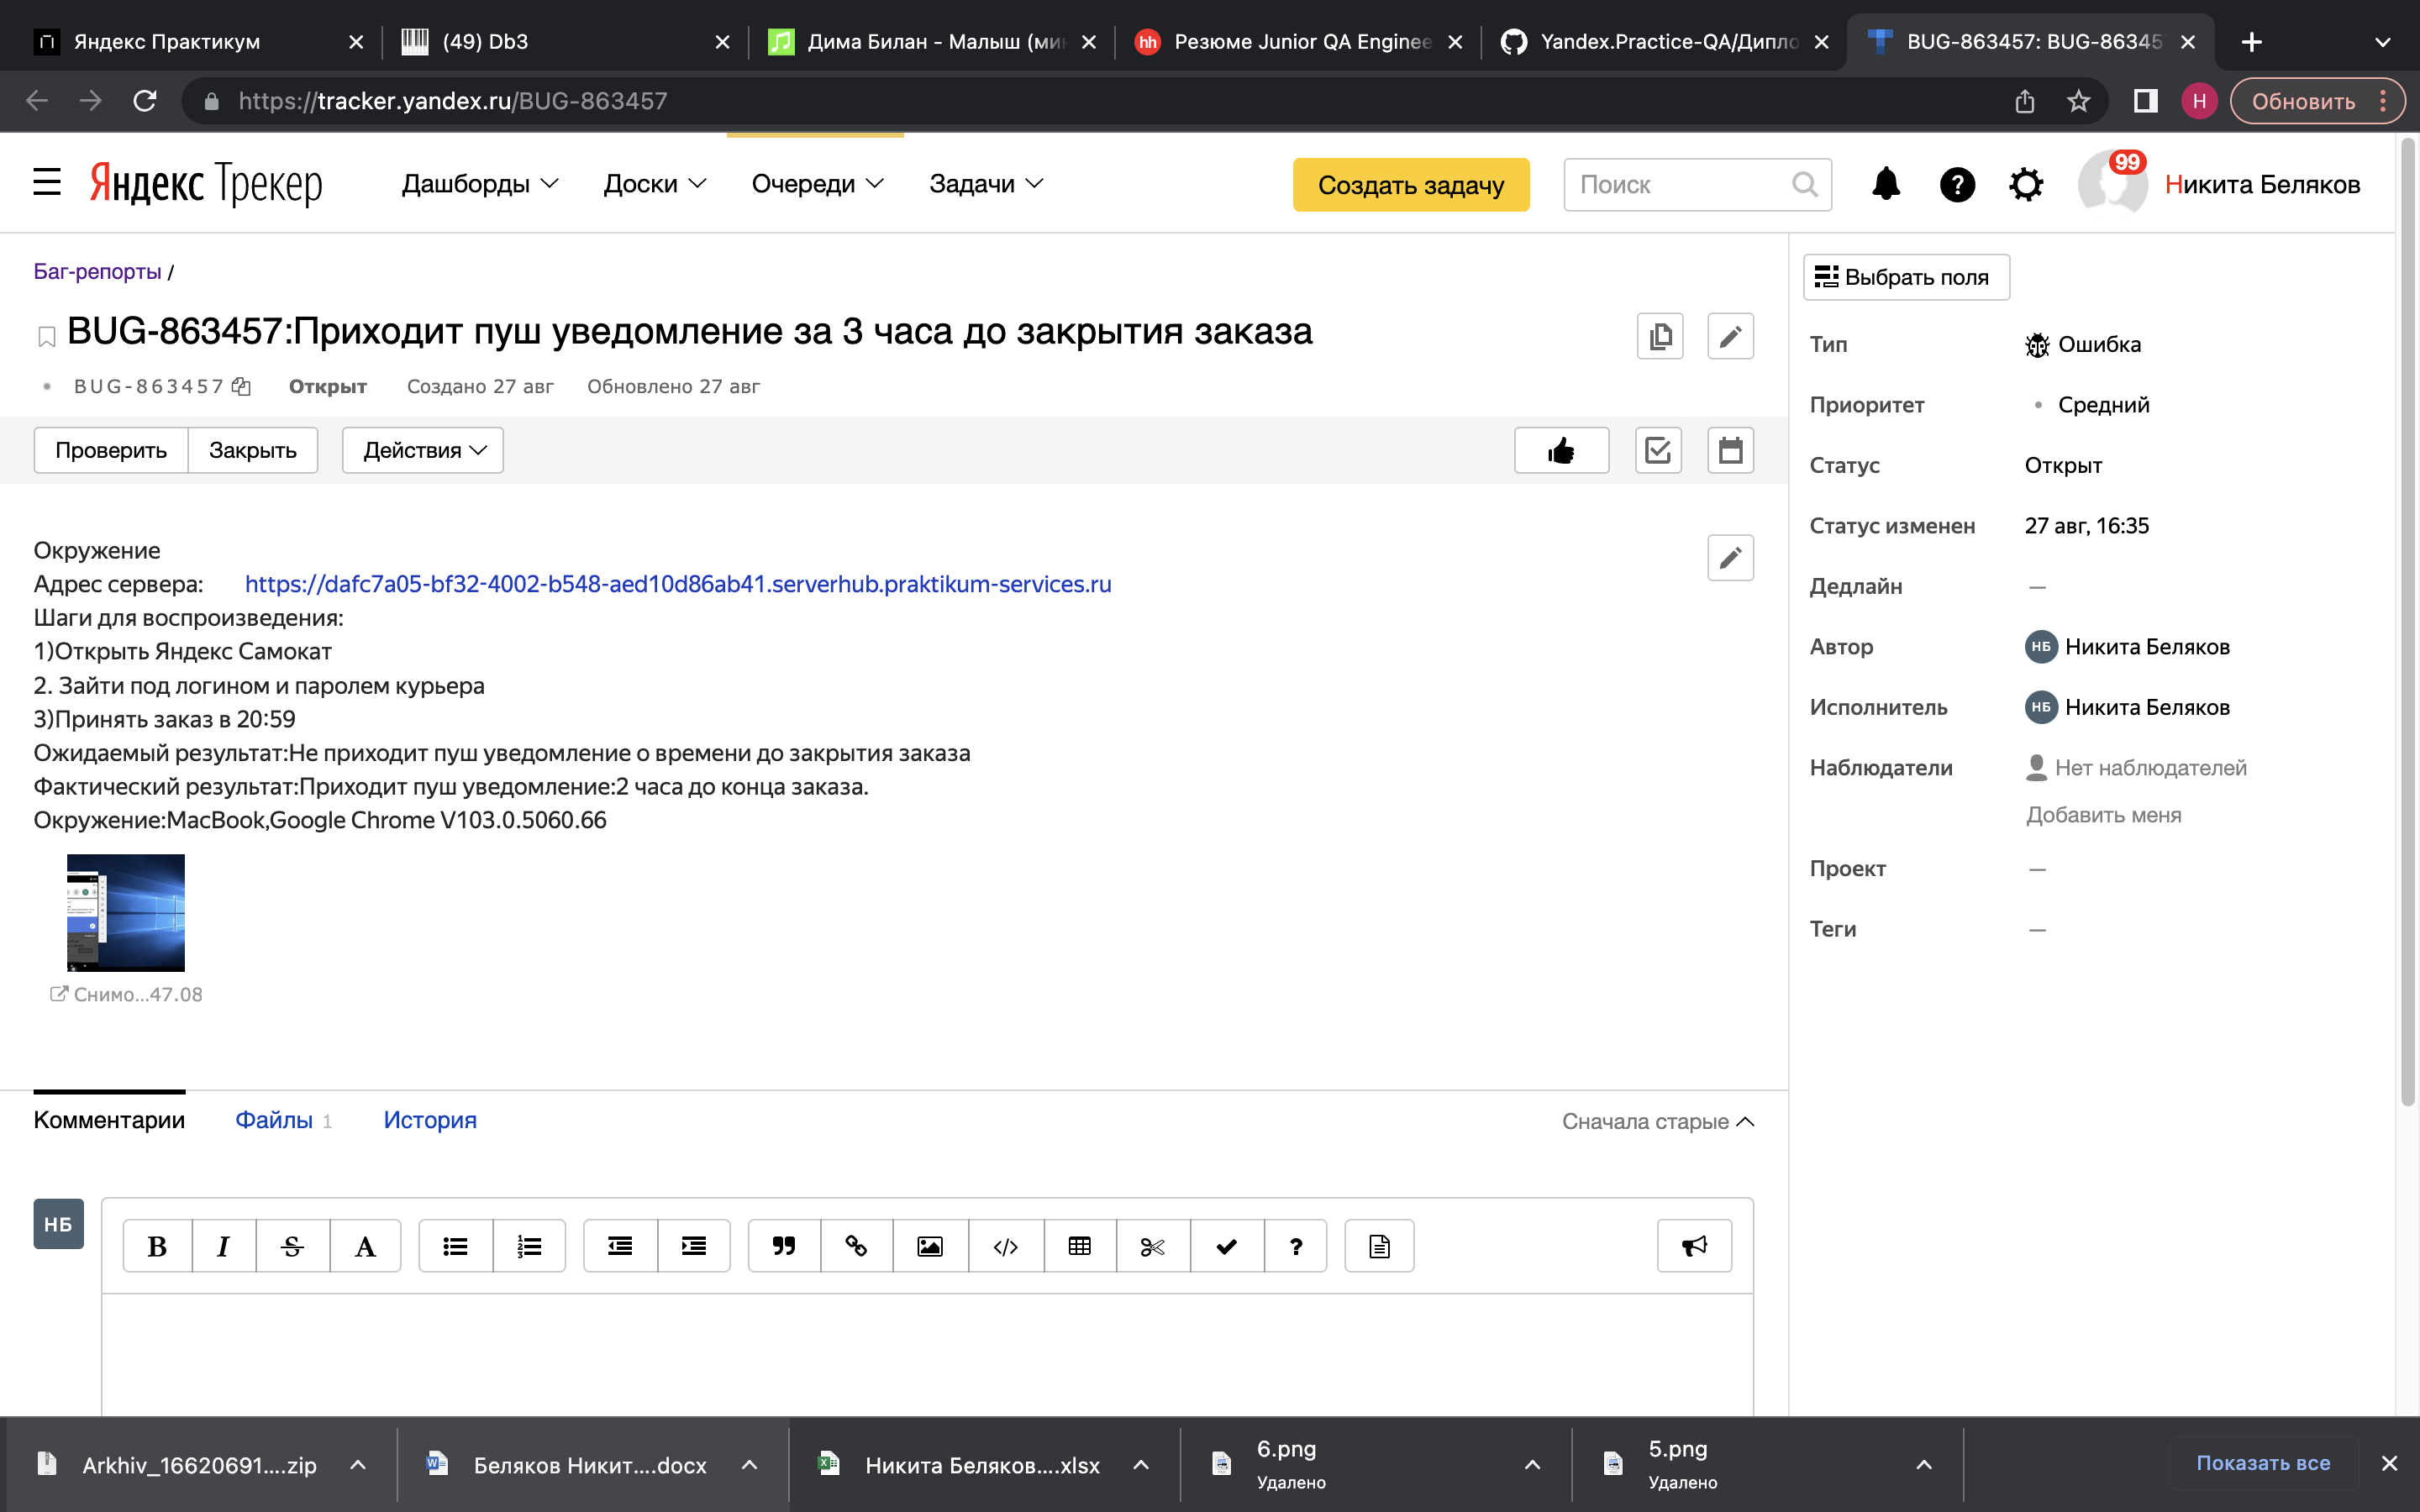 Яндекс Практикум
(49) Db3
Дима Билан - Малыш (ми
hh Резюме Junior QA Enginee
Yandex.Practice-QA/Дипло
BUG-863457: BUG-86345
https://tracker.yandex.ru/BUG-863457
Н
Обновить
Яндекс Трекер
Дашборды
Доски
Очереди
Задачи
Создать задачу
Поиск
?
99
Никита Беляков
Баг-репорты /
BUG-863457:Приходит пуш уведомление за 3 часа до закрытия заказа
BUG-863457
Открыт
Создано 27 авг
Обновлено 27 авг
Проверить
Закрыть
Действия
Окружение
Адрес сервера: https://dafc7a05-bf32-4002-b548-aed10d86ab41.serverhub.praktikum-services.ru
Шаги для воспроизведения:
1)Открыть Яндекс Самокат
2. Зайти под логином и паролем курьера
3)Принять заказ в 20:59
Ожидаемый результат:Не приходит пуш уведомление о времени до закрытия заказа
Фактический результат:Приходит пуш уведомление:2 часа до конца заказа.
Окружение:MacBook,Google Chrome V103.0.5060.66
Снимо...47.08
Выбрать поля
Тип Ошибка
Приоритет Средний
Статус Открыт
Статус изменен 27 авг, 16:35
Дедлайн —
Автор НБ Никита Беляков
Исполнитель НБ Никита Беляков
Наблюдатели Нет наблюдателей
Добавить меня
Проект —
Теги —
Комментарии
Файлы 1
История
Сначала старые
НБ
B I S A </> ?
Arkhiv_16620691....zip
Беляков Никит....docx
Никита Беляков....xlsx
6.png
Удалено
5.png
Удалено
Показать все